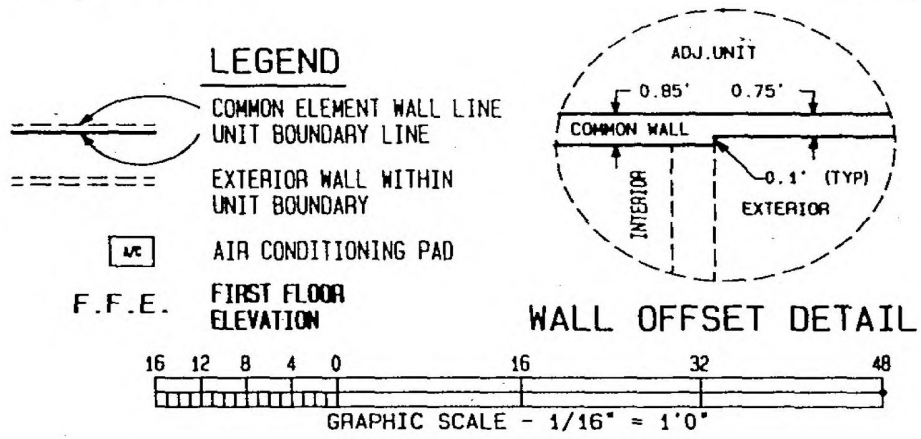 LEGEND
COMMON ELEMENT WALL LINE
UNIT BOUNDARY LINE
EXTERIOR WALL WITHIN
UNIT BOUNDARY
A/C AIR CONDITIONING PAD
F.F.E. FIRST FLOOR
ELEVATION
ADJ.UNIT
0.85' 0.75'
COMMON WALL
0.1' (TYP)
INTERIOR
EXTERIOR
WALL OFFSET DETAIL
16 12 8 4 0 16 32 48
GRAPHIC SCALE - 1/16" = 1'0"